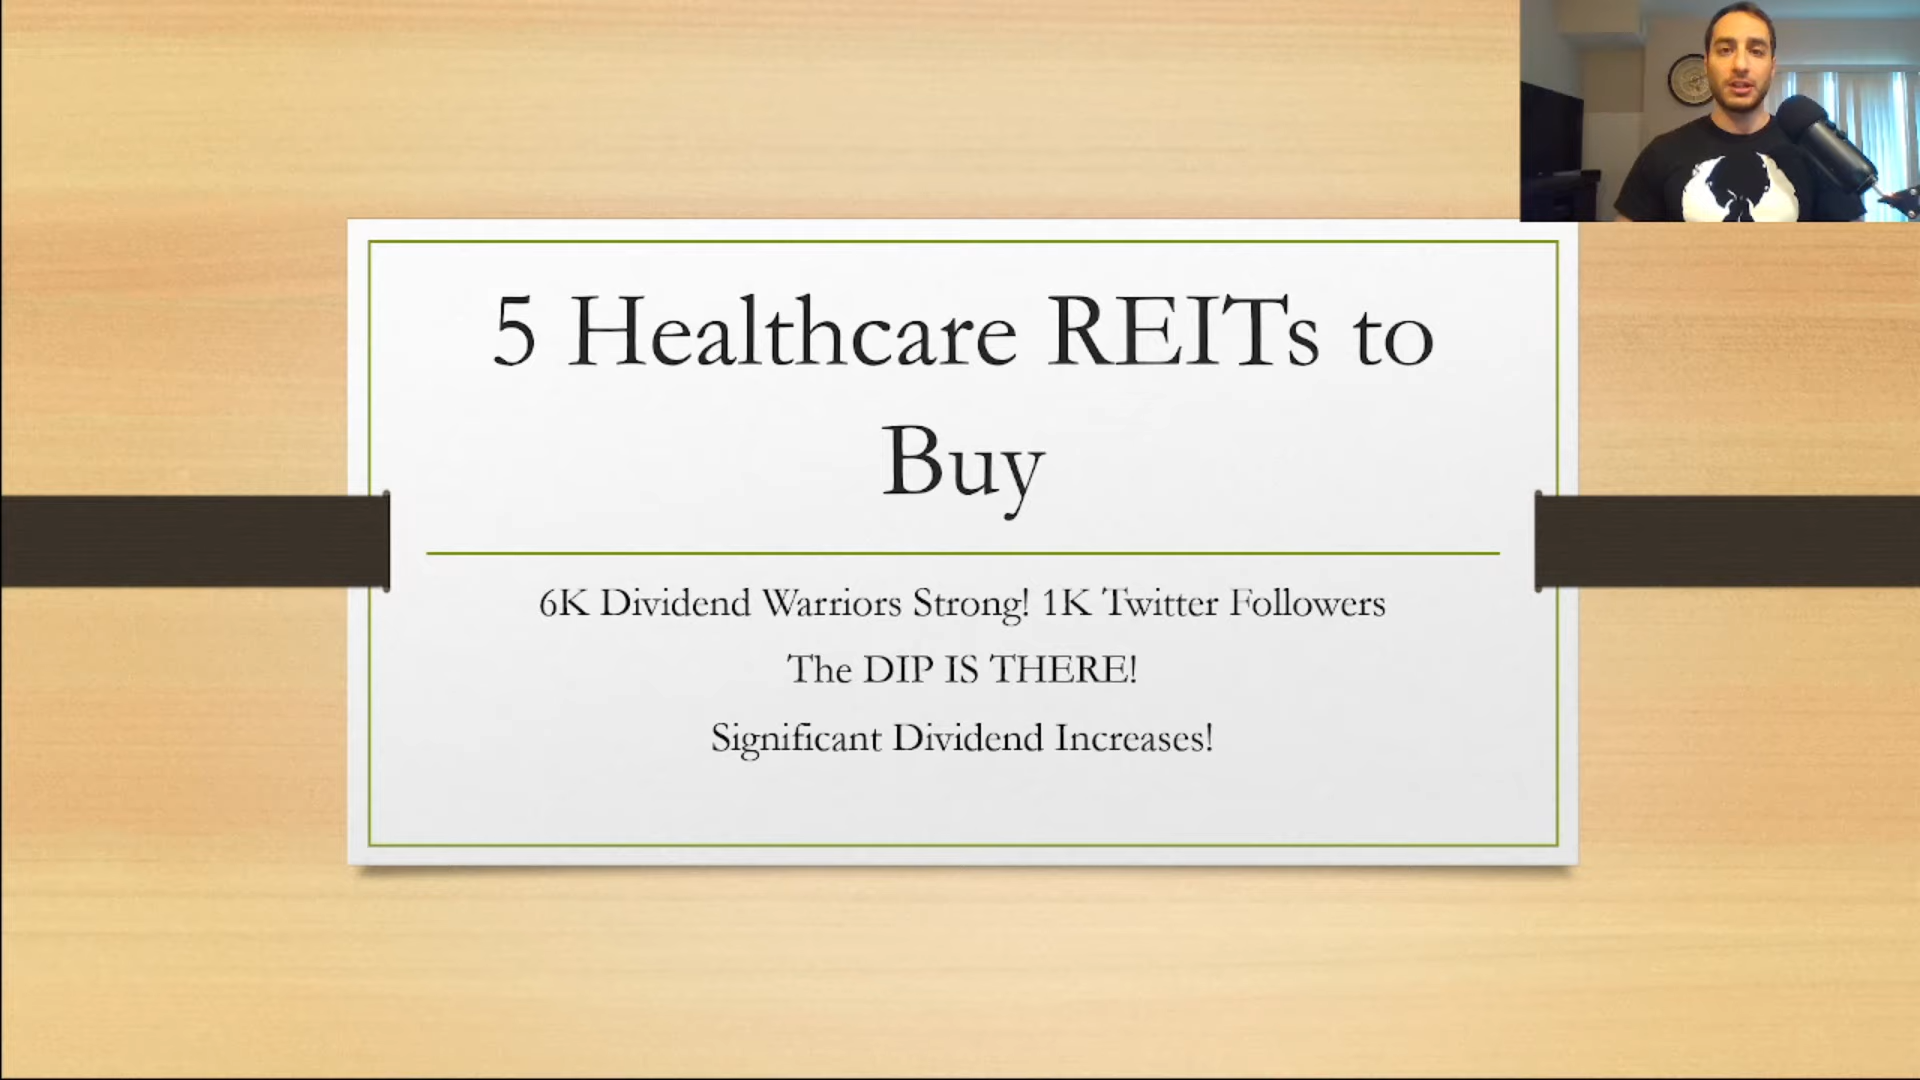 5 Healthcare REITs to
Buy
6K Dividend Warriors Strong! 1K Twitter Followers
The DIP IS THERE!
Significant Dividend Increases!